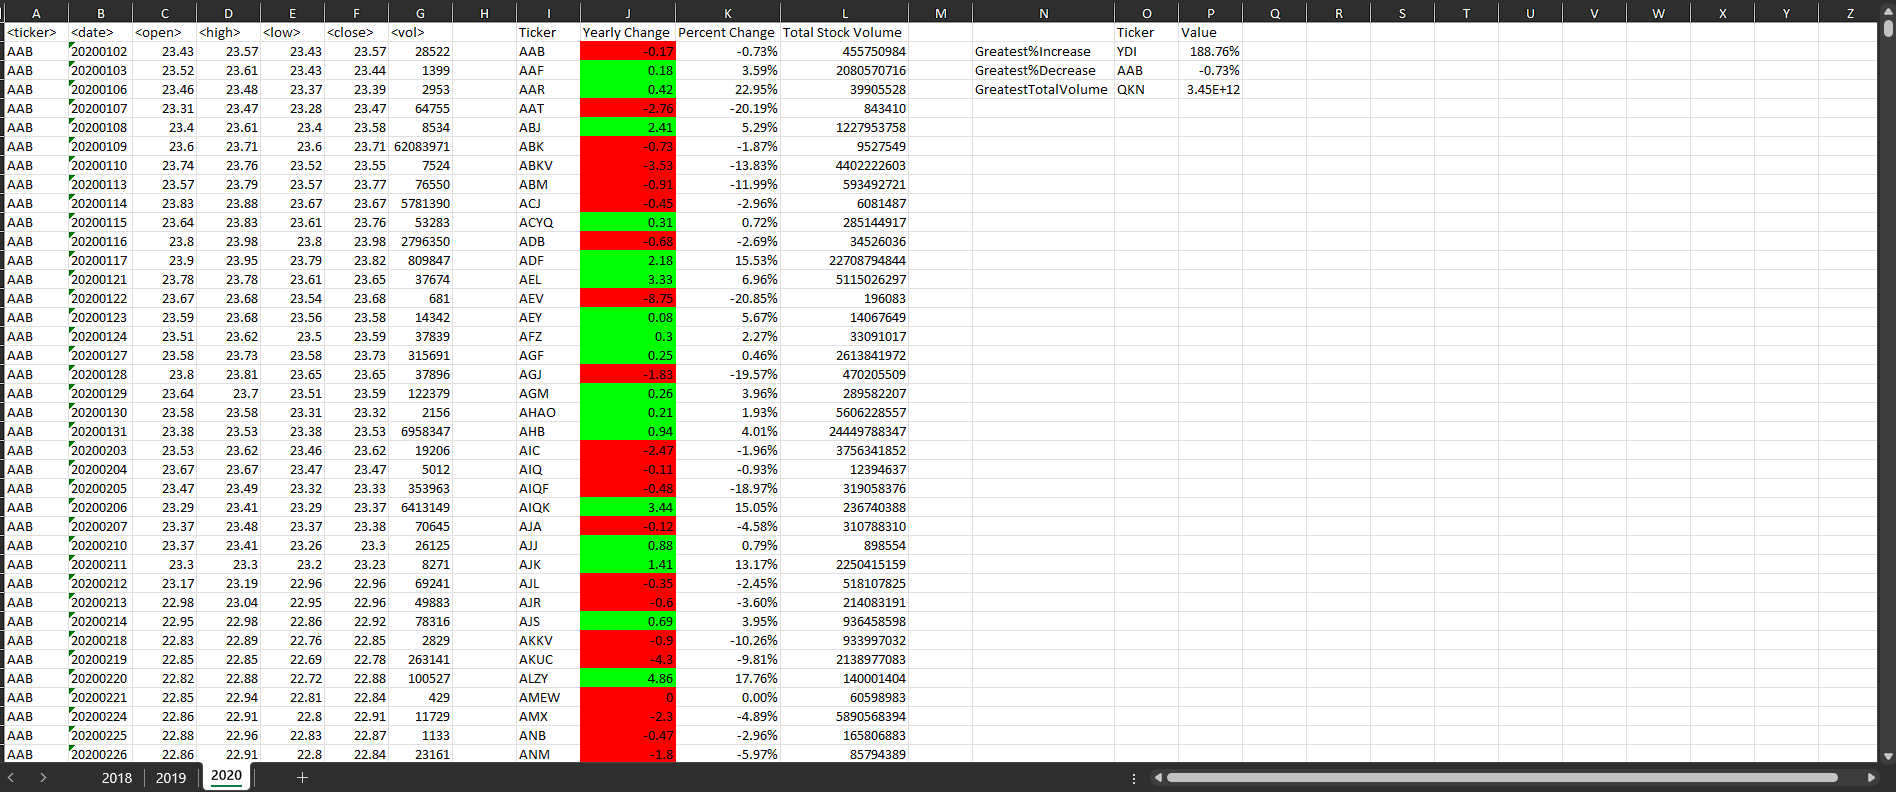 A B C D E F G H I J K L M N O P Q R S T U V W X Y Z
<ticker> <date> <open> <high> <low> <close> <vol> Ticker Yearly Change Percent Change Total Stock Volume Ticker Value
AAB 20200102 23.43 23.57 23.43 23.57 28522 AAB -0.17 -0.73% 455750984 Greatest%Increase YDI 188.76%
AAB 20200103 23.52 23.61 23.43 23.44 1399 AAF 0.18 3.59% 2080570716 Greatest%Decrease AAB -0.73%
AAB 20200106 23.46 23.48 23.37 23.39 2953 AAR 0.42 22.95% 39905528 GreatestTotalVolume QKN 3.45E+12
AAB 20200107 23.31 23.47 23.28 23.47 64755 AAT -2.76 -20.19% 843410
AAB 20200108 23.4 23.61 23.4 23.58 8534 ABJ 2.41 5.29% 1227953758
AAB 20200109 23.6 23.71 23.6 23.71 62083971 ABK -0.73 -1.87% 9527549
AAB 20200110 23.74 23.76 23.52 23.55 7524 ABKV -3.53 -13.83% 4402222603
AAB 20200113 23.57 23.79 23.57 23.77 76550 ABM -0.91 -11.99% 593492721
AAB 20200114 23.83 23.88 23.67 23.67 5781390 ACJ -0.45 -2.96% 6081487
AAB 20200115 23.64 23.83 23.61 23.76 53283 ACYQ 0.31 0.72% 285144917
AAB 20200116 23.8 23.98 23.8 23.98 2796350 ADB -0.68 -2.69% 34526036
AAB 20200117 23.9 23.95 23.79 23.82 809847 ADF 2.18 15.53% 22708794844
AAB 20200121 23.78 23.78 23.61 23.65 37674 AEL 3.33 6.96% 5115026297
AAB 20200122 23.67 23.68 23.54 23.68 681 AEV -8.75 -20.85% 196083
AAB 20200123 23.59 23.68 23.56 23.58 14342 AEY 0.08 5.67% 14067649
AAB 20200124 23.51 23.62 23.5 23.59 37839 AFZ 0.3 2.27% 33091017
AAB 20200127 23.58 23.73 23.58 23.73 315691 AGF 0.25 0.46% 2613841972
AAB 20200128 23.8 23.81 23.65 23.65 37896 AGJ -1.83 -19.57% 470205509
AAB 20200129 23.64 23.7 23.51 23.59 122379 AGM 0.26 3.96% 289582207
AAB 20200130 23.58 23.58 23.31 23.32 2156 AHAO 0.21 1.93% 5606228557
AAB 20200131 23.38 23.53 23.38 23.53 6958347 AHB 0.94 4.01% 24449788347
AAB 20200203 23.53 23.62 23.46 23.62 19206 AIC -2.47 -1.96% 3756341852
AAB 20200204 23.67 23.67 23.47 23.47 5012 AIQ -0.11 -0.93% 12394637
AAB 20200205 23.47 23.49 23.32 23.33 353963 AIQF -0.48 -18.97% 319058376
AAB 20200206 23.29 23.41 23.29 23.37 6413149 AIQK 3.44 15.05% 236740388
AAB 20200207 23.37 23.48 23.37 23.38 70645 AJA -0.12 -4.58% 310788310
AAB 20200210 23.37 23.41 23.26 23.3 26125 AJJ 0.88 0.79% 898554
AAB 20200211 23.3 23.3 23.2 23.23 8271 AJK 1.41 13.17% 2250415159
AAB 20200212 23.17 23.19 22.96 22.96 69241 AJL -0.35 -2.45% 518107825
AAB 20200213 22.98 23.04 22.95 22.96 49883 AJR -0.6 -3.60% 214083191
AAB 20200214 22.95 22.98 22.86 22.92 78316 AJS 0.69 3.95% 936458598
AAB 20200218 22.83 22.89 22.76 22.85 2829 AKKV -0.9 -10.26% 933997032
AAB 20200219 22.85 22.85 22.69 22.78 263141 AKUC -4.3 -9.81% 2138977083
AAB 20200220 22.82 22.88 22.72 22.88 100527 ALZY 4.86 17.76% 140001404
AAB 20200221 22.85 22.94 22.81 22.84 429 AMEW 0 0.00% 60598983
AAB 20200224 22.86 22.91 22.8 22.91 11729 AMX -2.3 -4.89% 5890568394
AAB 20200225 22.88 22.96 22.83 22.87 1133 ANB -0.47 -2.96% 165806883
AAB 20200226 22.86 22.91 22.8 22.84 23161 ANM -1.8 -5.97% 85794389
2018 2019 2020